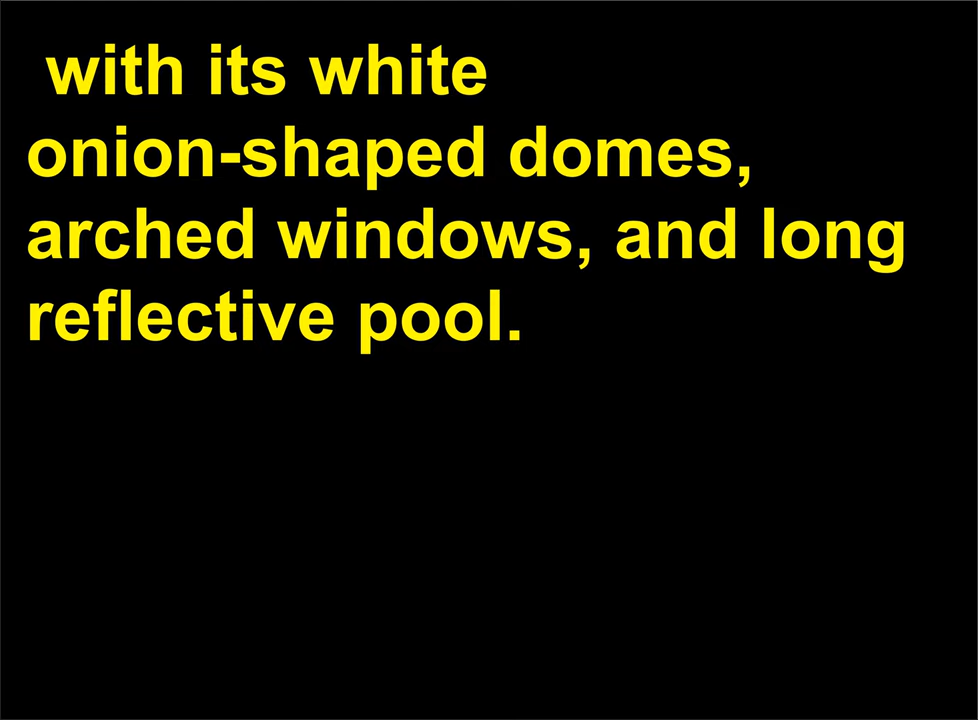 with its white
onion-shaped domes,
arched windows, and long
reflective pool.